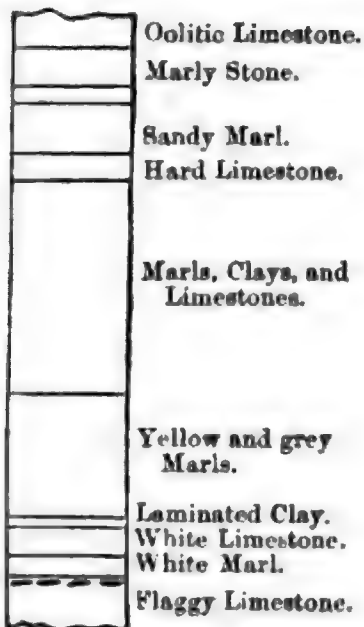 Oolitic Limestone.
Marly Stone.
Sandy Marl.
Hard Limestone.
Marls, Clays, and
Limestones.
Yellow and grey
Marls.
Laminated Clay.
White Limestone.
White Marl.
Flaggy Limestone.